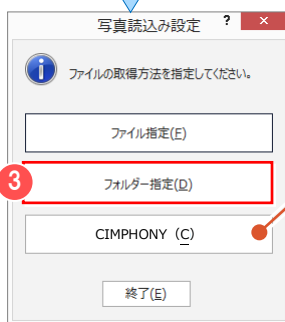 写真読込み設定 ? ×
ファイルの取得方法を指定してください。
ファイル指定(F)
3
フォルダー指定(D)
CIMPHONY（C）
終了(E)